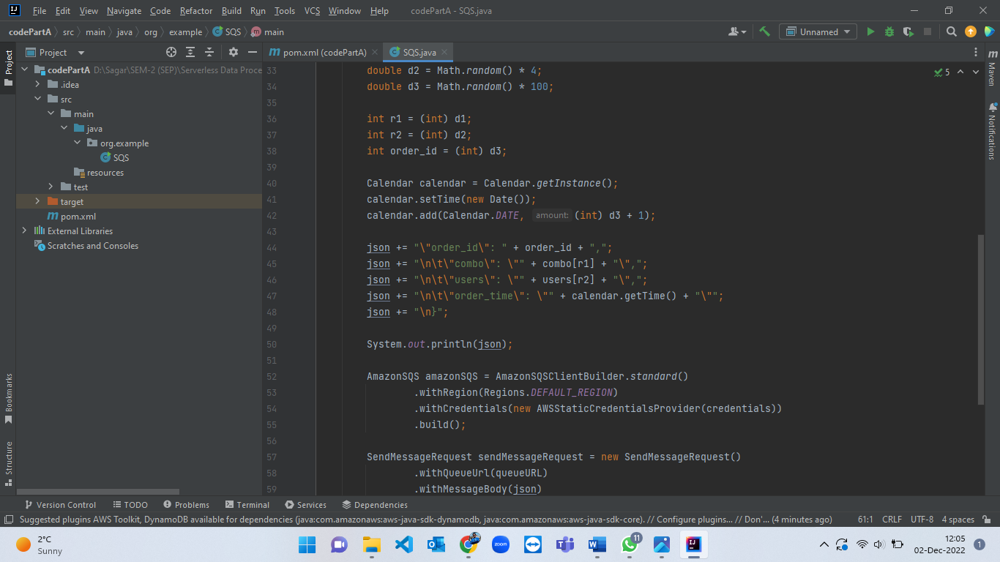 File Edit View Navigate Code Refactor Build Run Tools VCS Window Help codePartA - SQS.java
codePartA src main java org example SQS main Unnamed
Project
pom.xml (codePartA) SQS.java
codePartA D:\Sagar\SEM-2 (SEP)\Serverless Data Proce
.idea
src
main
java
org.example
SQS
resources
test
target
pom.xml
External Libraries
Scratches and Consoles
Project
Bookmarks
Structure
33 double d2 = Math.random() * 4;
34 double d3 = Math.random() * 100;
35
36 int r1 = (int) d1;
37 int r2 = (int) d2;
38 int order_id = (int) d3;
39
40 Calendar calendar = Calendar.getInstance();
41 calendar.setTime(new Date());
42 calendar.add(Calendar.DATE, amount: (int) d3 + 1);
43
44 json += "\"order_id\": " + order_id + ",";
45 json += "\n\t\"combo\": \"" + combo[r1] + "\",";
46 json += "\n\t\"users\": \"" + users[r2] + "\",";
47 json += "\n\t\"order_time\": \"" + calendar.getTime() + "\"";
48 json += "\n}";
49
50 System.out.println(json);
51
52 AmazonSQS amazonSQS = AmazonSQSClientBuilder.standard()
53 .withRegion(Regions.DEFAULT_REGION)
54 .withCredentials(new AWSStaticCredentialsProvider(credentials))
55 .build();
56
57 SendMessageRequest sendMessageRequest = new SendMessageRequest()
58 .withQueueUrl(queueURL)
59 .withMessageBody(json)
5
m
Maven
Notifications
Version Control TODO Problems Terminal Services Dependencies
Suggested plugins AWS Toolkit, DynamoDB available for dependencies (java:com.amazonaws:aws-java-sdk-dynamodb, java:com.amazonaws:aws-java-sdk-core). // Configure plugins... // Don'... (4 minutes ago) 61:1 CRLF UTF-8 4 spaces
2°C
Sunny
zoom
11
12:05
02-Dec-2022
1